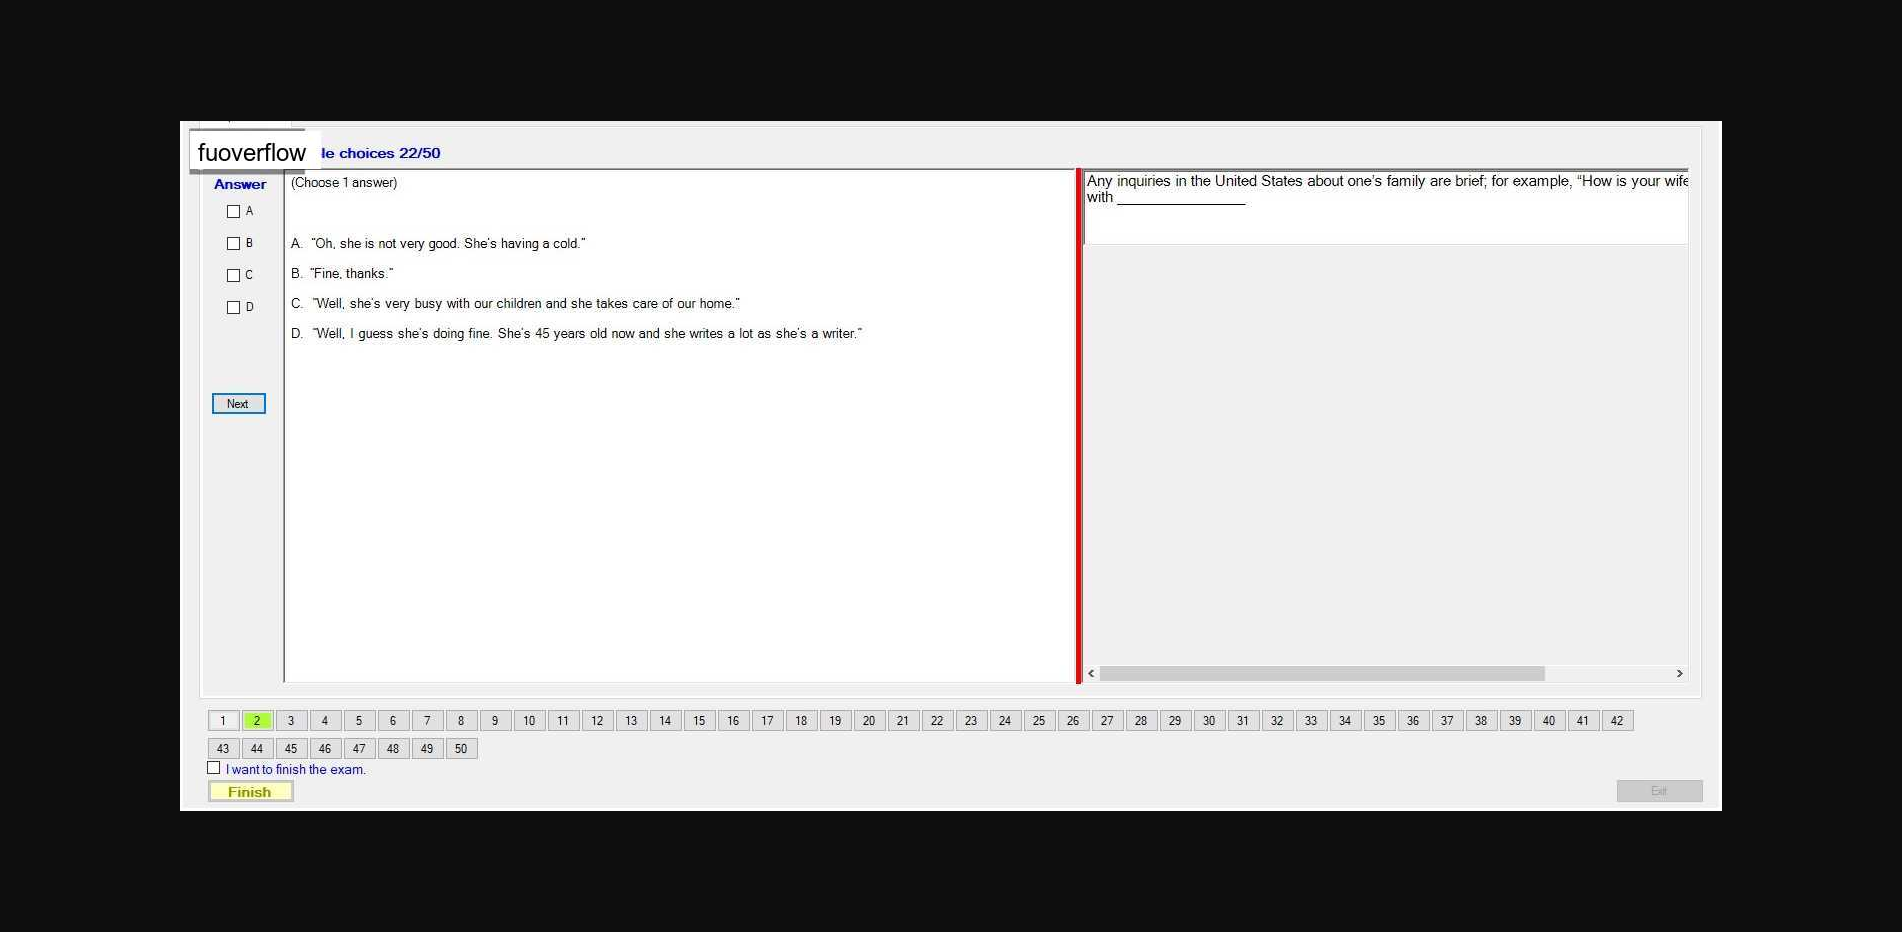 fuoverflow
le choices 22/50
Answer
(Choose 1 answer)
A
B
C
D
A. "Oh, she is not very good. She's having a cold."
B. "Fine, thanks."
C. "Well, she's very busy with our children and she takes care of our home."
D. "Well, I guess she's doing fine. She's 45 years old now and she writes a lot as she's a writer."
Next
Any inquiries in the United States about one's family are brief; for example, “How is your wife
with ________________
1 2 3 4 5 6 7 8 9 10 11 12 13 14 15 16 17 18 19 20 21 22 23 24 25 26 27 28 29 30 31 32 33 34 35 36 37 38 39 40 41 42
43 44 45 46 47 48 49 50
I want to finish the exam.
Finish
Exit